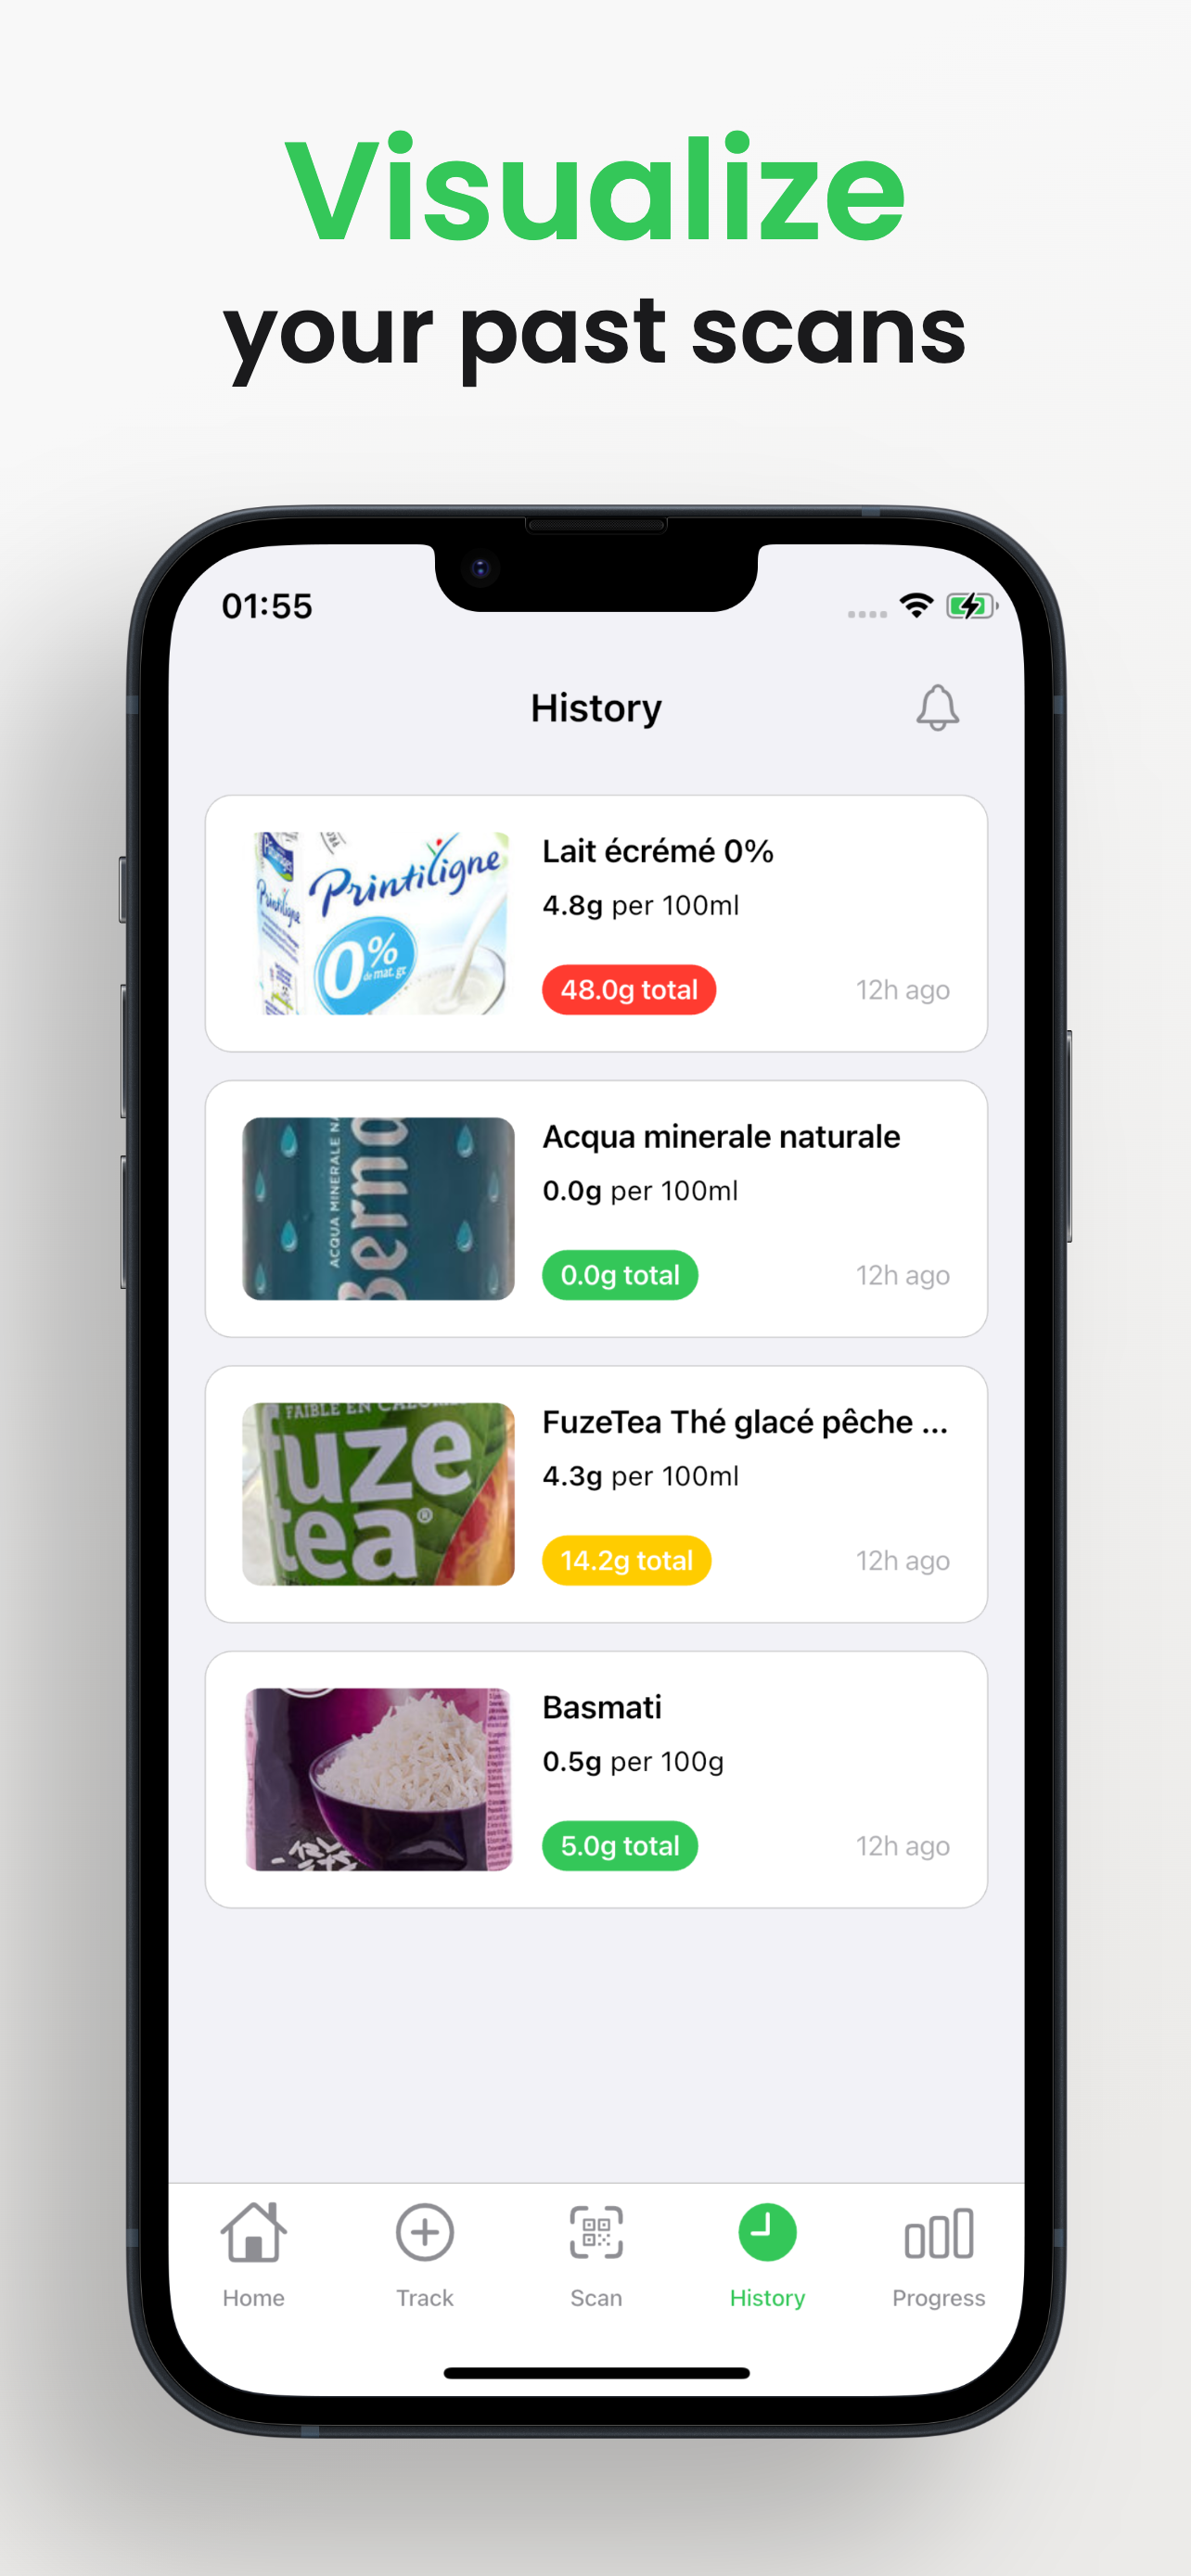 Visualize
your past scans
01:55
History
Printiligne
Printiligne
0%
de mat. gr.
Lait écrémé 0%
4.8g per 100ml
48.0g total
12h ago
ACQUA MINERALE NA
Berna
Acqua minerale naturale
0.0g per 100ml
0.0g total
12h ago
FAIBLE EN CALORIE
fuze
tea®
FuzeTea Thé glacé pêche ...
4.3g per 100ml
14.2g total
12h ago
Basmati
0.5g per 100g
5.0g total
12h ago
Home
Track
Scan
History
Progress